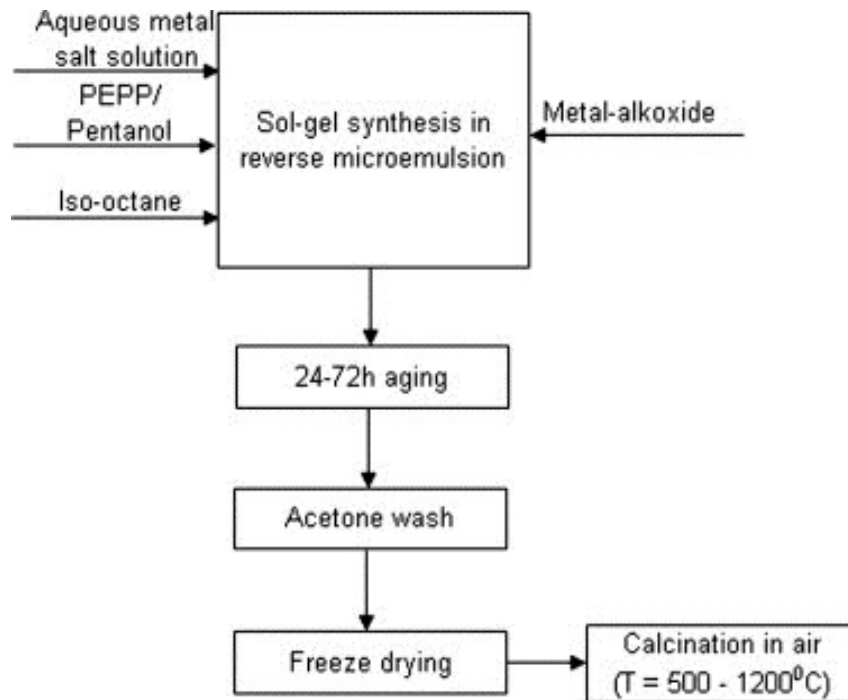 Aqueous metal
salt solution
PEPP/
Pentanol
Iso-octane
Sol-gel synthesis in
reverse microemulsion
Metal-alkoxide
24-72h aging
Acetone wash
Freeze drying
Calcination in air
(T = 500 - 1200⁰C)